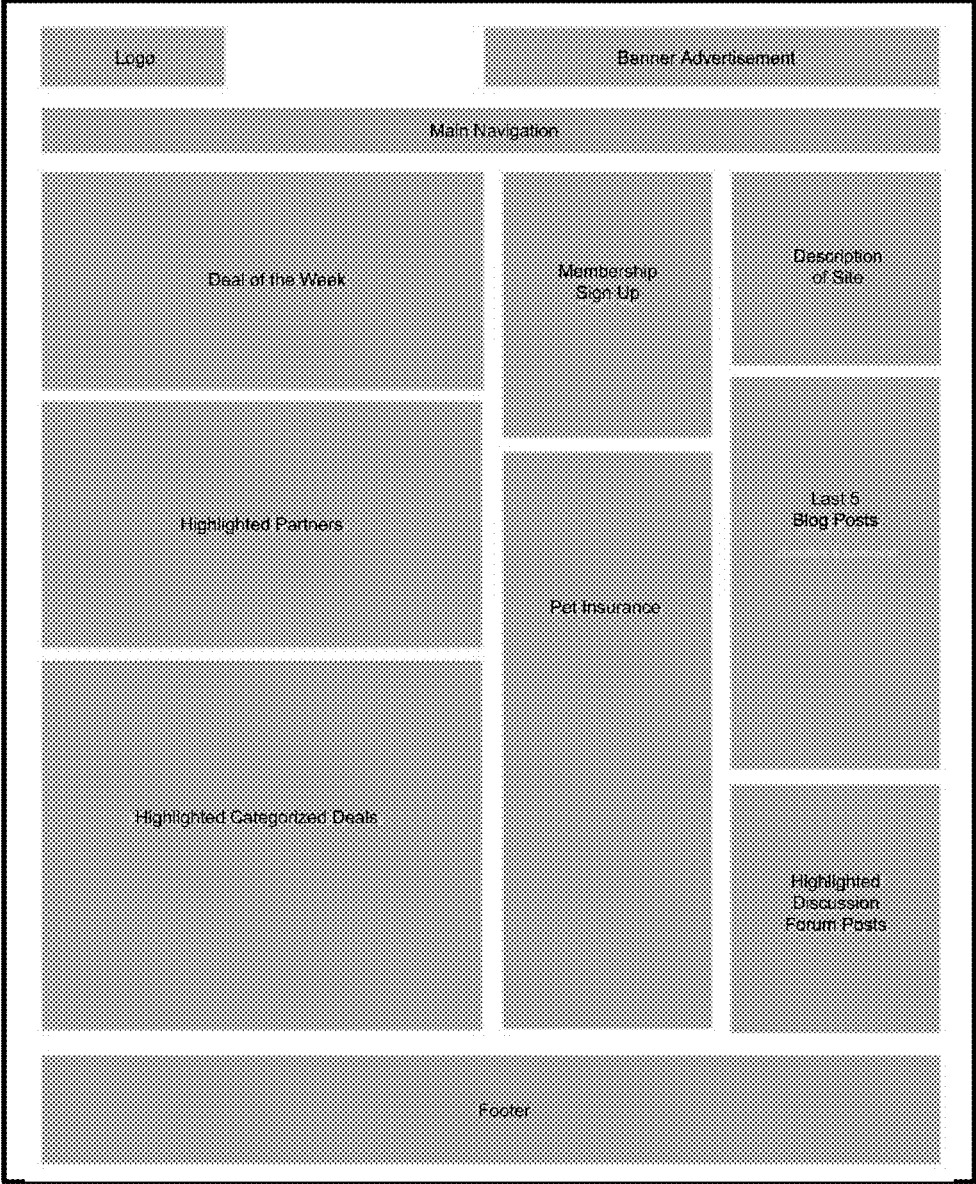 Logo
Banner Advertisement
Main Navigation
Deal of the Week
Highlighted Partners
Highlighted Categorized Deals
Membership
Sign Up
Pet Insurance
Description
of Site
Last 5
Blog Posts
Highlighted
Discussion
Forum Posts
Footer